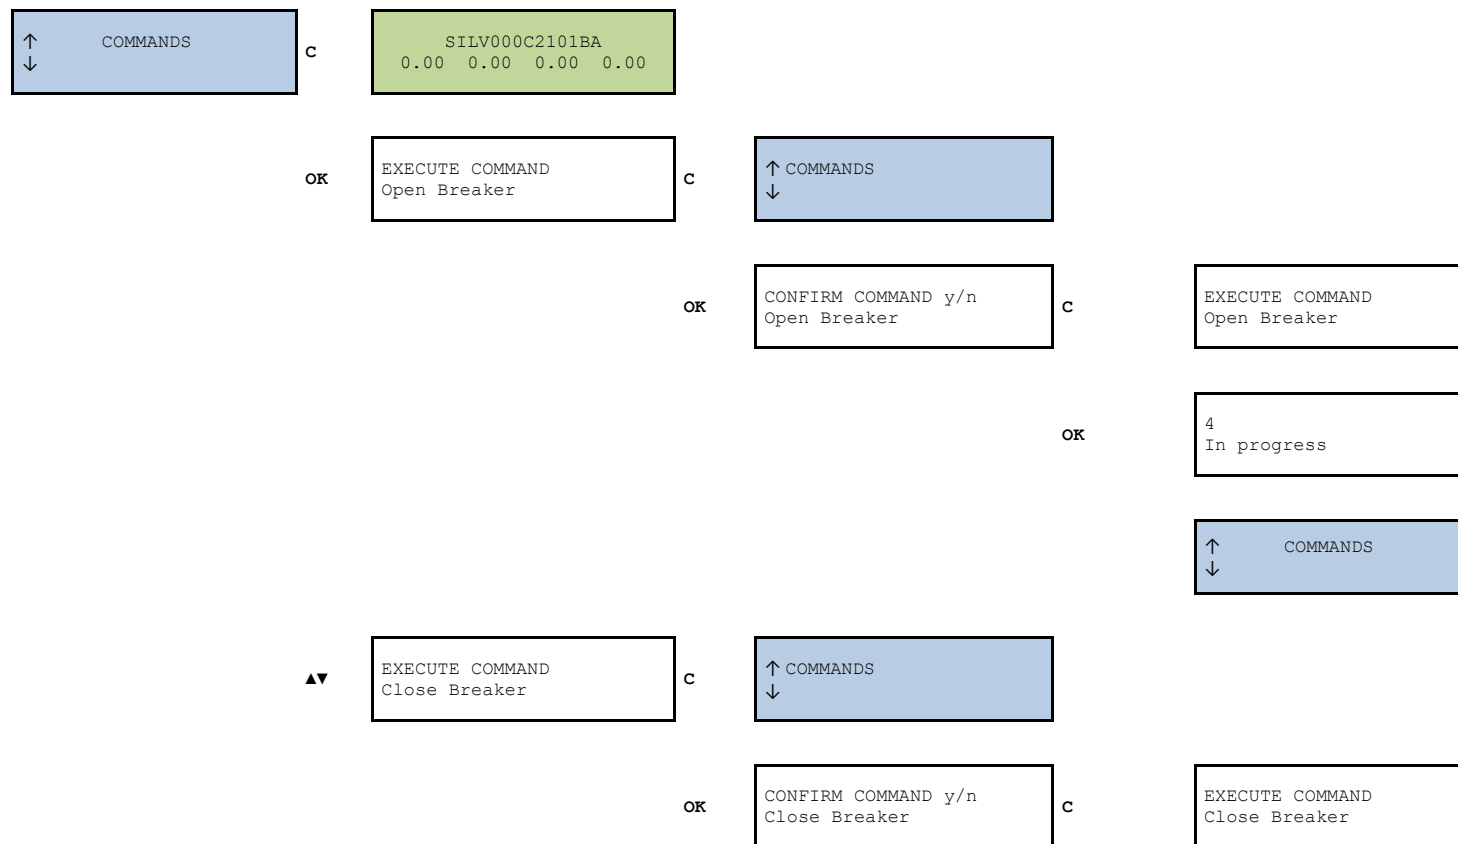 ↑ COMMANDS
↓
C
SILV000C2101BA
0.00 0.00 0.00 0.00
OK
EXECUTE COMMAND
Open Breaker
C
↑ COMMANDS
↓
OK
CONFIRM COMMAND y/n
Open Breaker
C
EXECUTE COMMAND
Open Breaker
OK
4
In progress
↑ COMMANDS
↓
▲▼
EXECUTE COMMAND
Close Breaker
C
↑ COMMANDS
↓
OK
CONFIRM COMMAND y/n
Close Breaker
C
EXECUTE COMMAND
Close Breaker